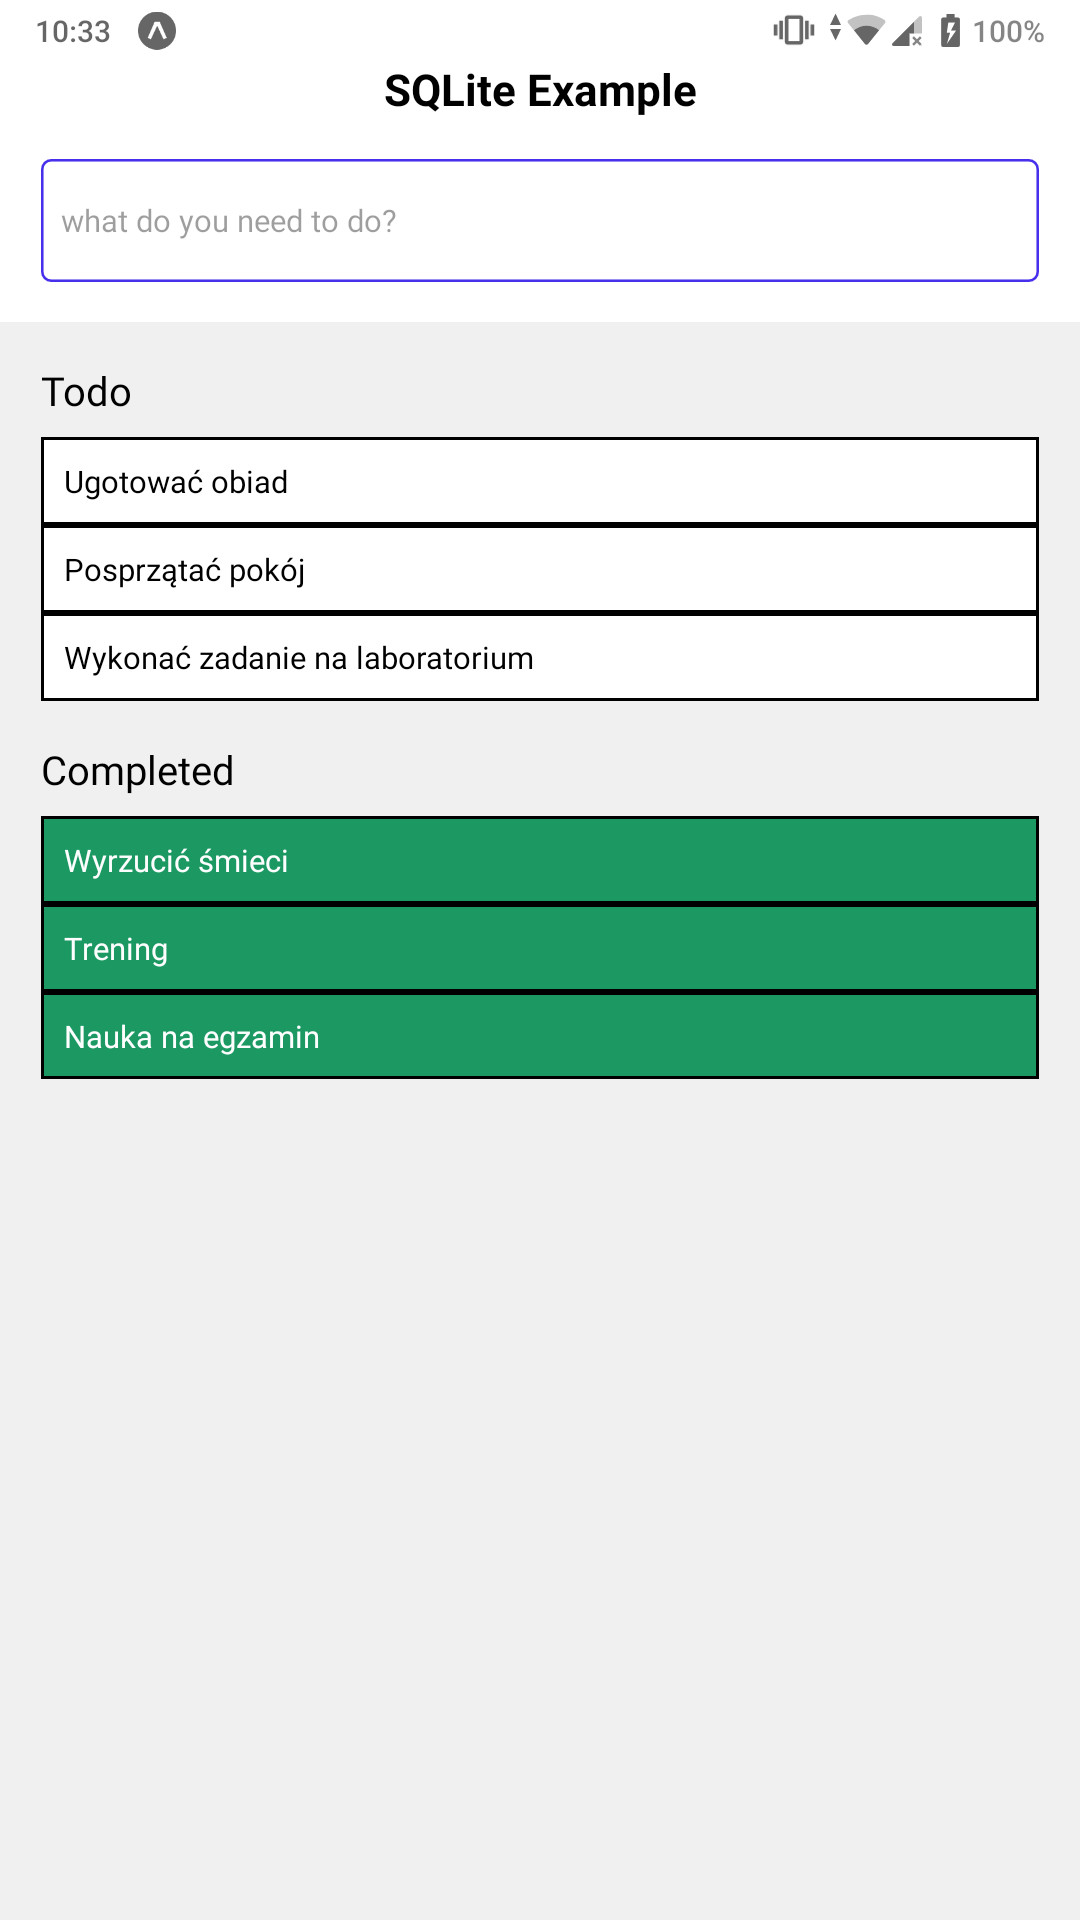 10:33
100%
SQLite Example
what do you need to do?
Todo
Ugotować obiad
Posprzątać pokój
Wykonać zadanie na laboratorium
Completed
Wyrzucić śmieci
Trening
Nauka na egzamin